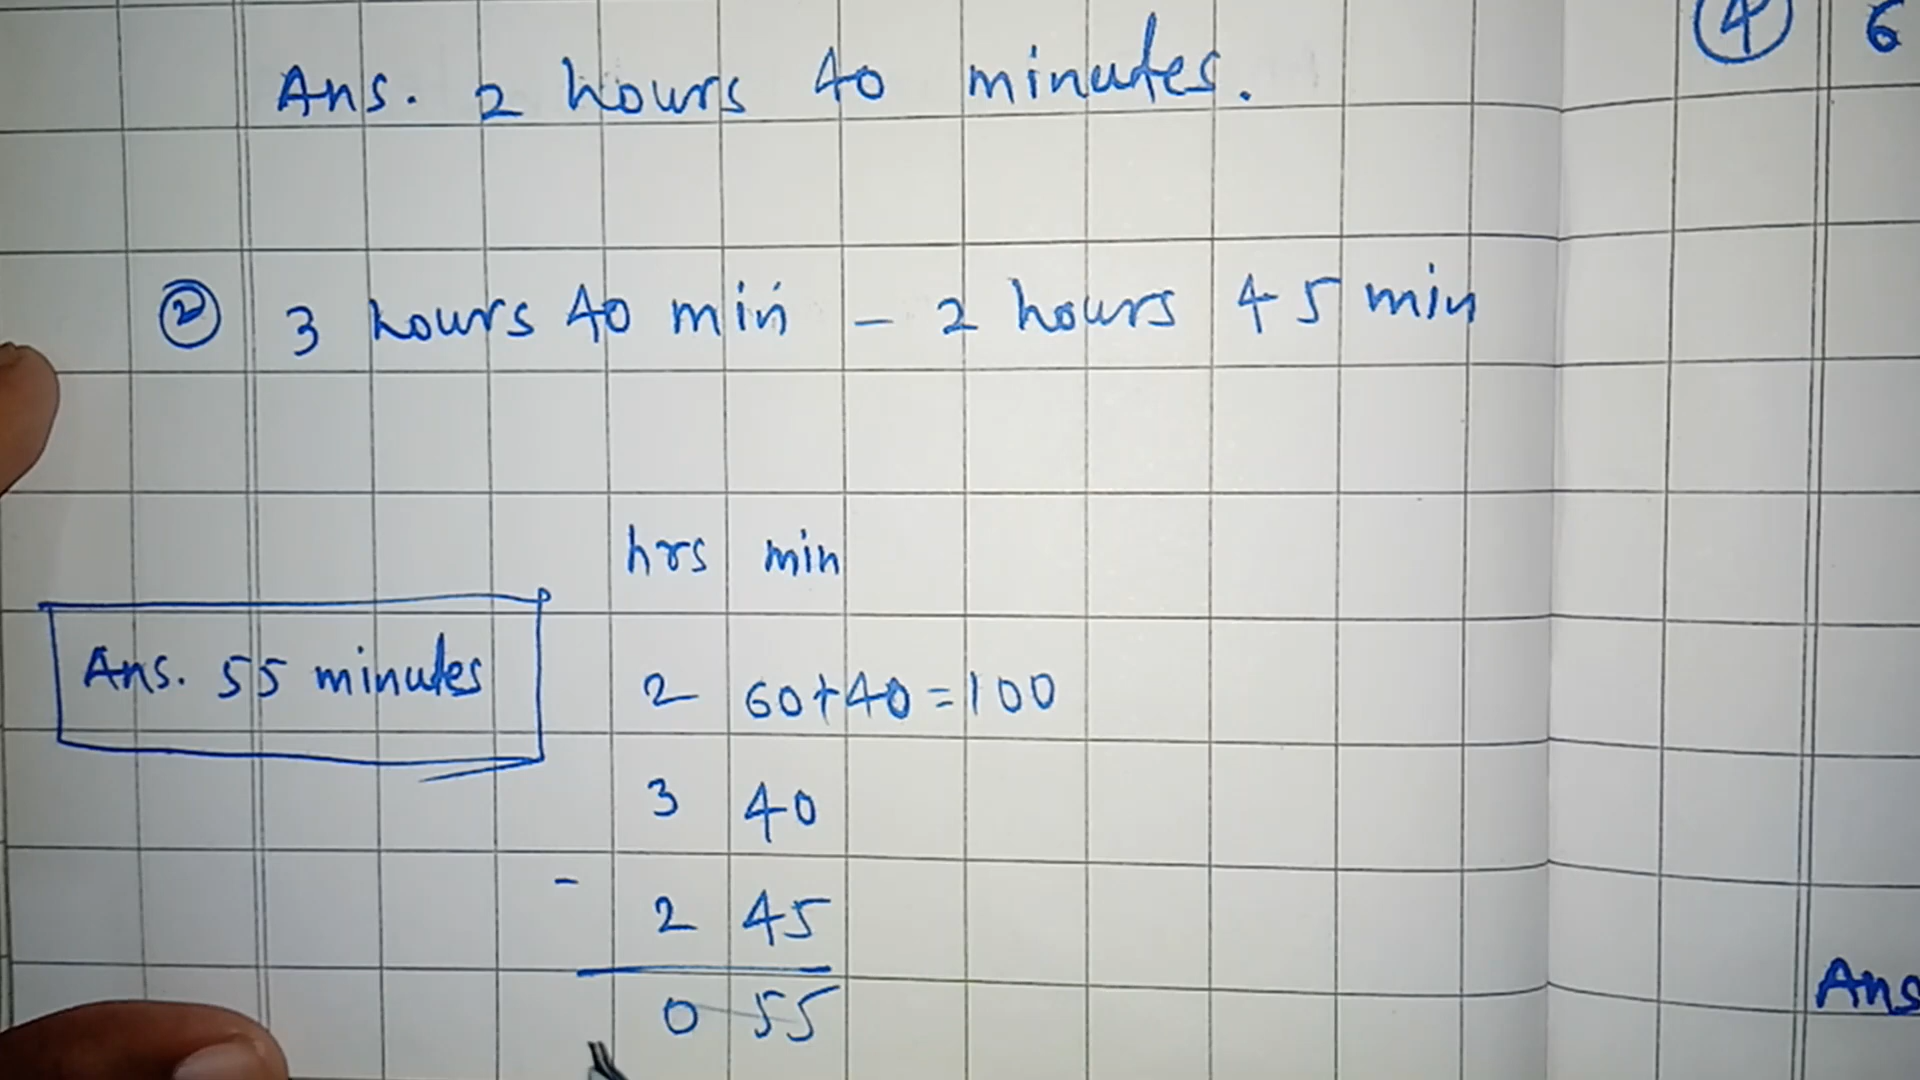 Ans. 2 hours 40 minutes.
② 3 hours 40 min - 2 hours 45 min
hrs min
Ans. 55 minutes
2 60+40=100
3 40
- 2 45
0 55
④ 6
Ans